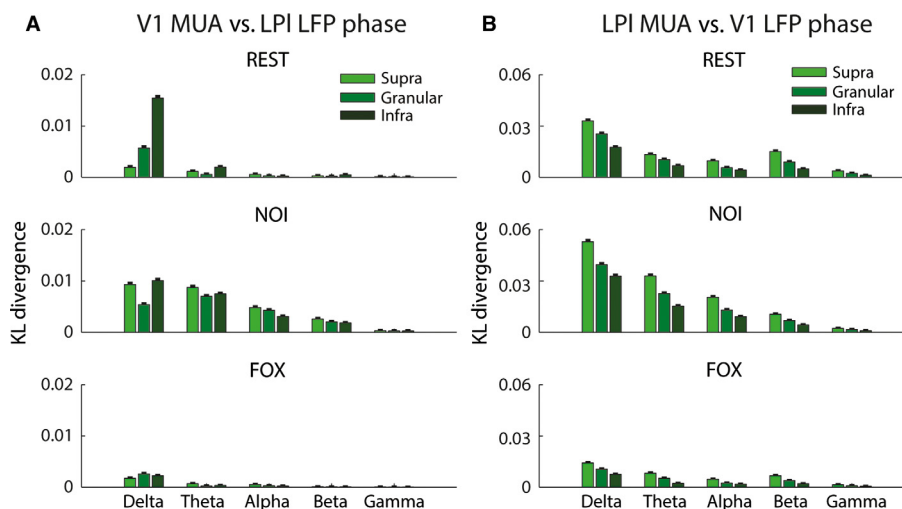 A
V1 MUA vs. LPl LFP phase
REST
0.02
0.01
0
Supra
Granular
Infra
NOI
0.02
0.01
0
KL divergence
FOX
0.02
0.01
0
Delta Theta Alpha Beta Gamma
B
LPl MUA vs. V1 LFP phase
REST
0.06
0.03
0
Supra
Granular
Infra
NOI
0.06
0.03
0
KL divergence
FOX
0.06
0.03
0
Delta Theta Alpha Beta Gamma